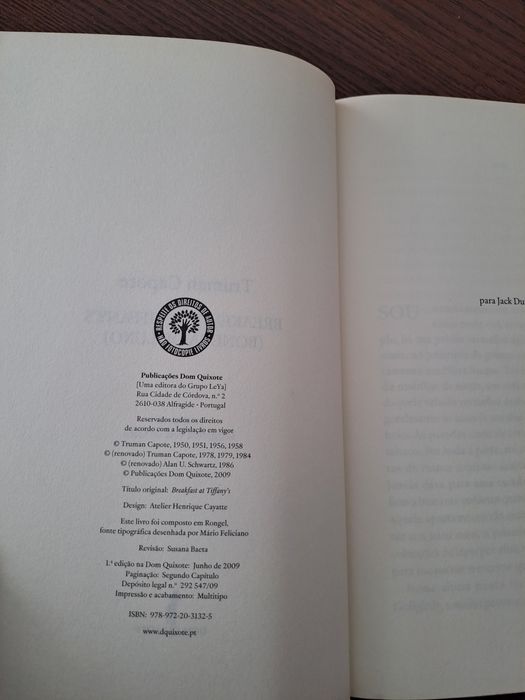 RESPEITE OS DIREITOS DE AUTOR
NÃO FOTOCOPIE LIVROS
Publicações Dom Quixote
[Uma editora do Grupo LeYa]
Rua Cidade de Córdova, n.º 2
2610-038 Alfragide • Portugal
Reservados todos os direitos
de acordo com a legislação em vigor
© Truman Capote, 1950, 1951, 1956, 1958
© (renovado) Truman Capote, 1978, 1979, 1984
© (renovado) Alan U. Schwartz, 1986
© Publicações Dom Quixote, 2009
Título original: Breakfast at Tiffany's
Design: Atelier Henrique Cayatte
Este livro foi composto em Rongel,
fonte tipográfica desenhada por Mário Feliciano
Revisão: Susana Baeta
1.ª edição na Dom Quixote: Junho de 2009
Paginação: Segundo Capítulo
Depósito legal n.º 292 547/09
Impressão e acabamento: Multitipo
ISBN: 978-972-20-3132-5
www.dquixote.pt
para Jack Du